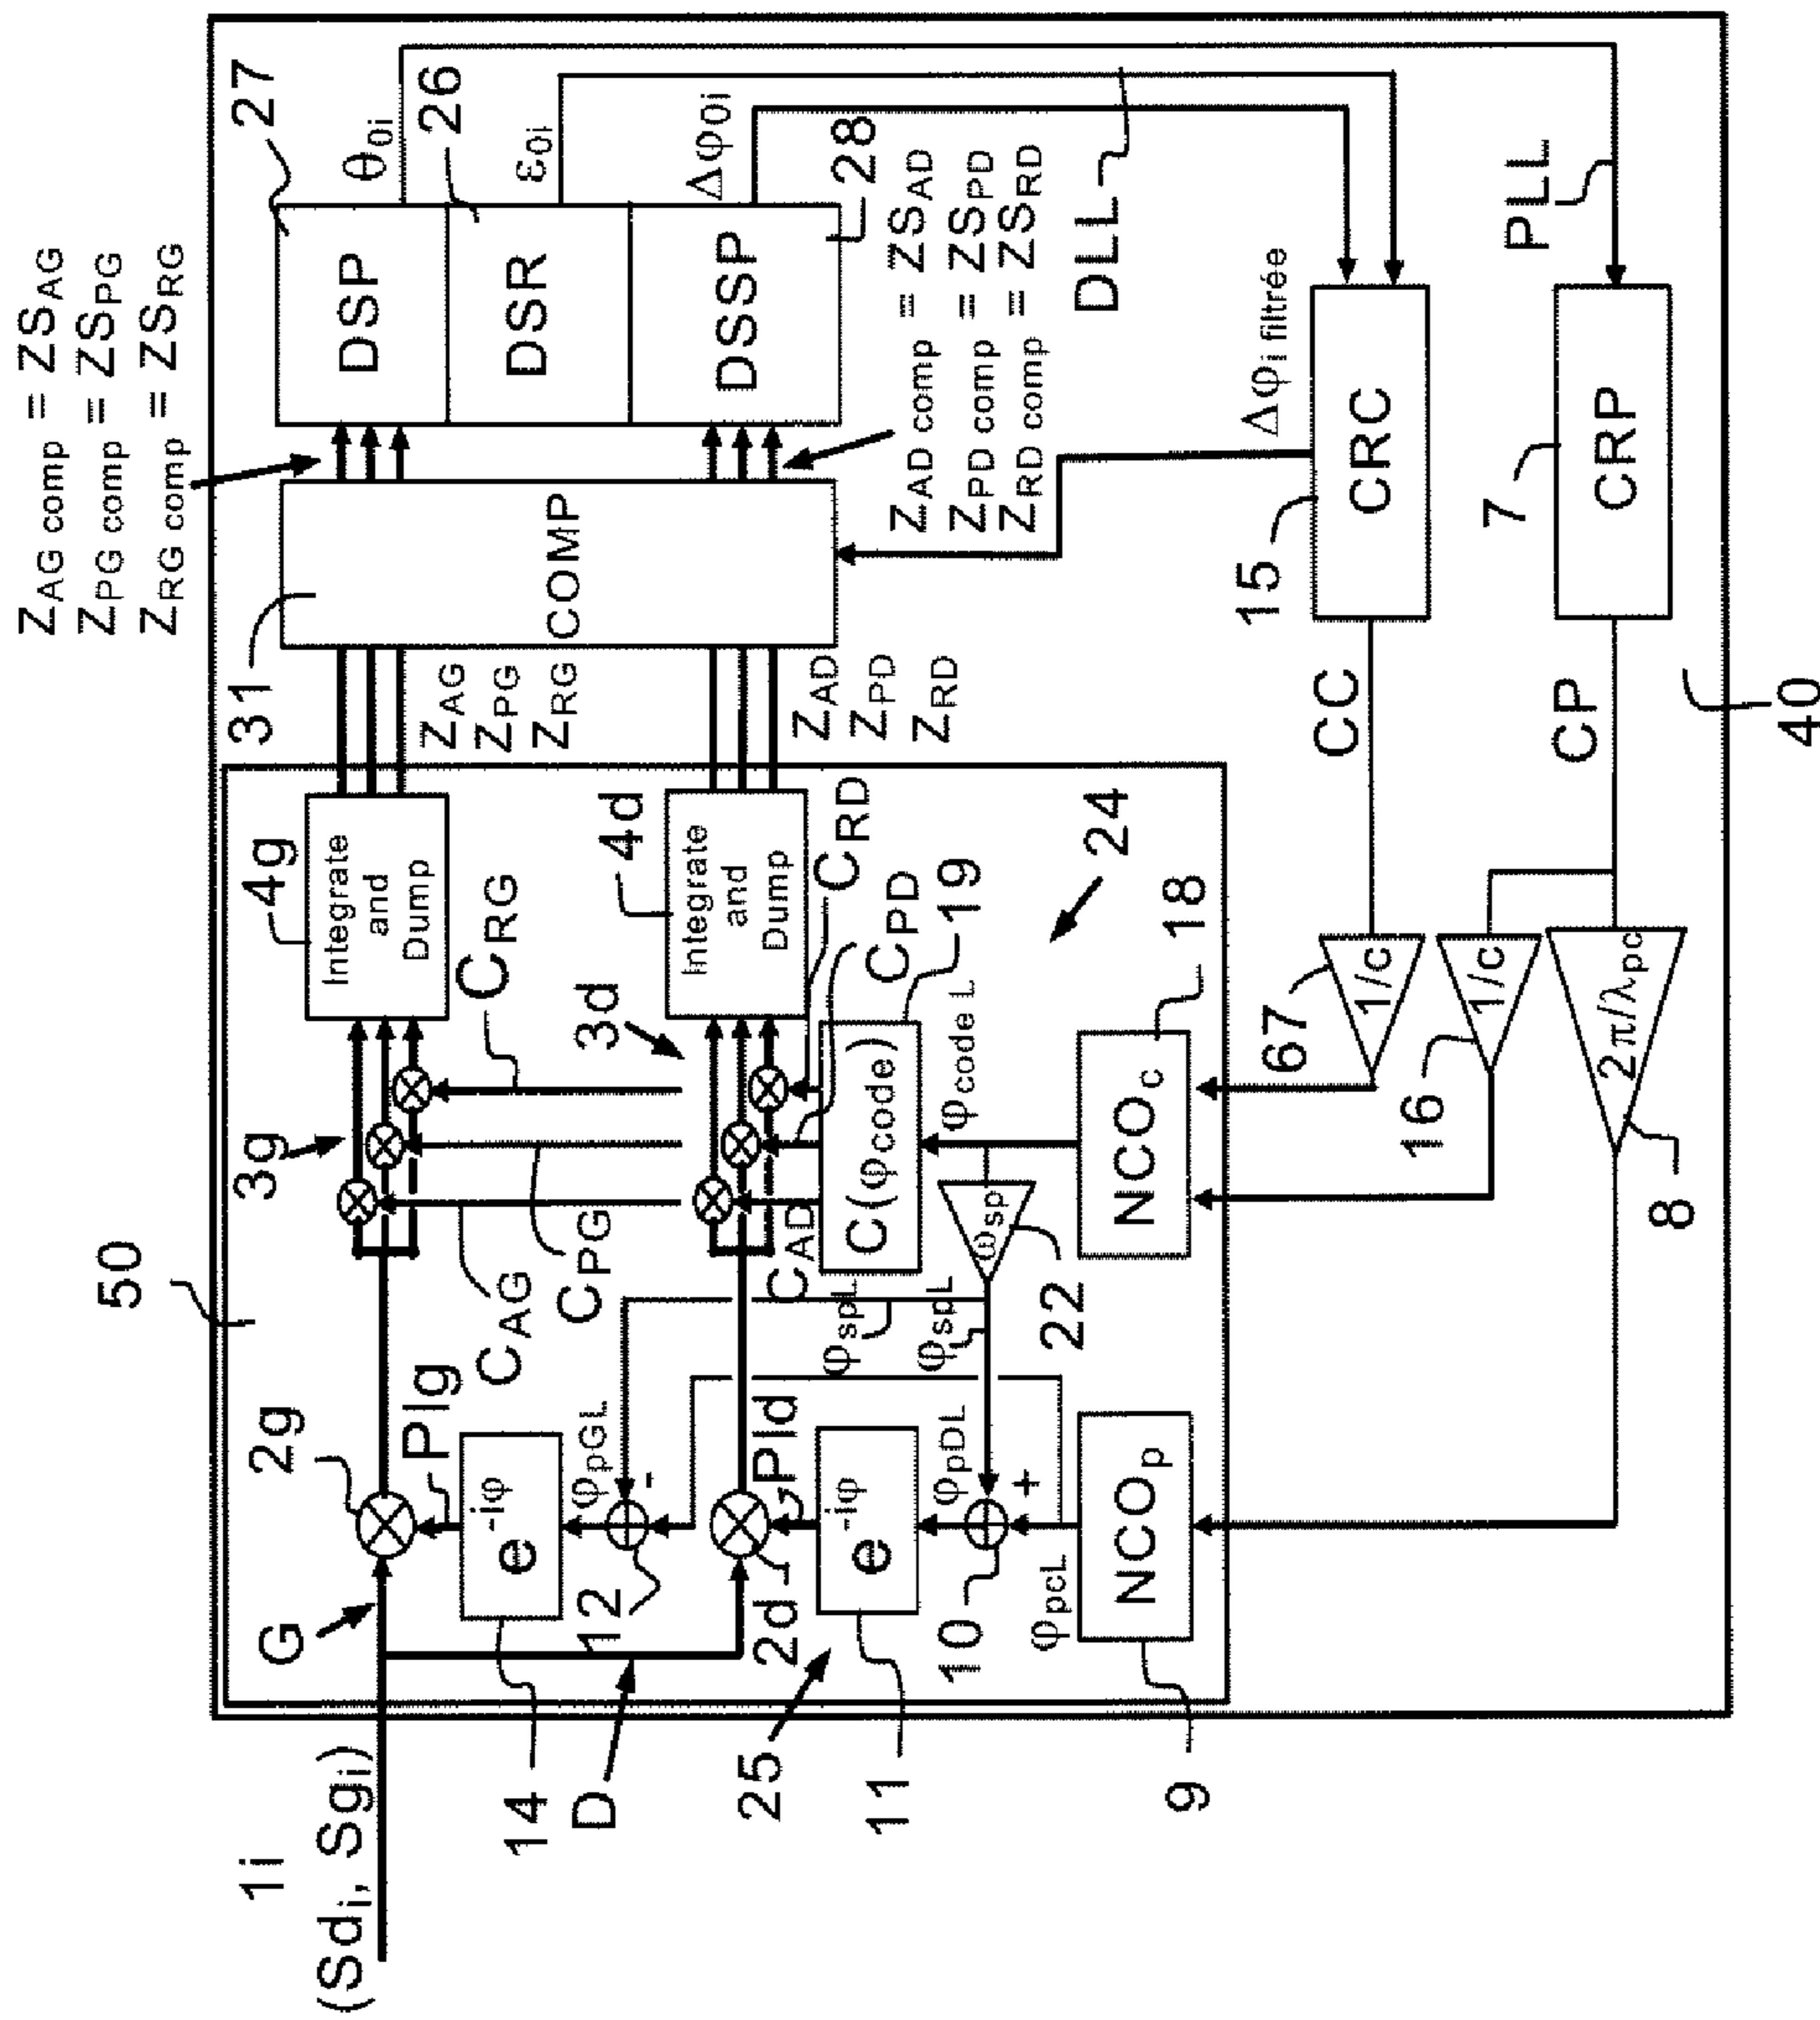 1i
(Sdi, Sgi)
G
D
50
2g
PIg
14
e^-iφ
φpGL
12
-
2d
PId
25
11
e^-iφ
φpDL
10
+
φpcL
9
NCOp
φspL
φspL
22
ωsp
3g
CAG
CPG
CRG
3d
CAD
CPD
CRD
C(φcode)
19
φcode L
24
18
NCOc
4g
Integrate
and
Dump
4d
Integrate
and
Dump
67
1/c
16
1/c
8
2π/λpc
31
COMP
ZAG
ZPG
ZRG
ZAD
ZPD
ZRD
ZAG comp = ZSAG
ZPG comp = ZSPG
ZRG comp = ZSRG
ZAD comp = ZSAD
ZPD comp = ZSPD
ZRD comp = ZSRD
27
DSP
θ0i
26
DSR
ε0i
28
DSSP
Δφ0i
DLL
PLL
Δφi filtrée
15
CRC
7
CRP
CC
CP
40